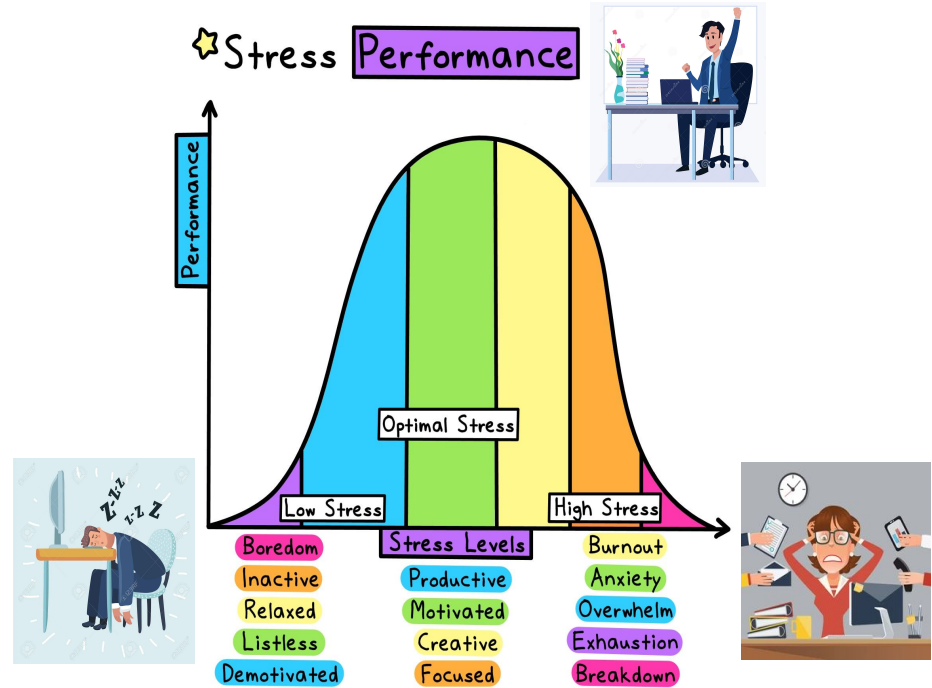 Stress Performance
Performance
Optimal Stress
Low Stress
High Stress
Stress Levels
Boredom
Inactive
Relaxed
Listless
Demotivated
Productive
Motivated
Creative
Focused
Burnout
Anxiety
Overwhelm
Exhaustion
Breakdown
Z-Z-Z
z-z Z